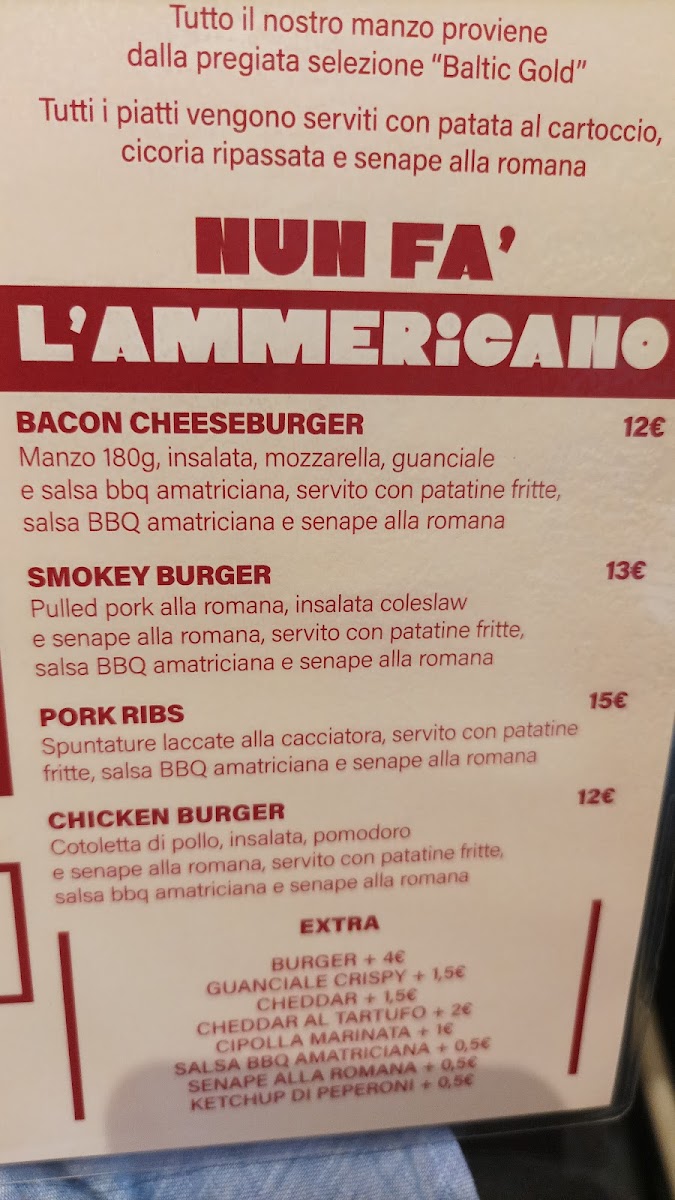 Tutto il nostro manzo proviene
dalla pregiata selezione "Baltic Gold"
Tutti i piatti vengono serviti con patata al cartoccio,
cicoria ripassata e senape alla romana
NUN FA'
L'AMMERiCANO
BACON CHEESEBURGER 12€
Manzo 180g, insalata, mozzarella, guanciale
e salsa bbq amatriciana, servito con patatine fritte,
salsa BBQ amatriciana e senape alla romana
SMOKEY BURGER 13€
Pulled pork alla romana, insalata coleslaw
e senape alla romana, servito con patatine fritte,
salsa BBQ amatriciana e senape alla romana
PORK RIBS 15€
Spuntature laccate alla cacciatora, servito con patatine
fritte, salsa BBQ amatriciana e senape alla romana
CHICKEN BURGER 12€
Cotoletta di pollo, insalata, pomodoro
e senape alla romana, servito con patatine fritte,
salsa bbq amatriciana e senape alla romana
EXTRA
BURGER + 4€
GUANCIALE CRISPY + 1,5€
CHEDDAR + 1,5€
CHEDDAR AL TARTUFO + 2€
CIPOLLA MARINATA + 1€
SALSA BBQ AMATRICIANA + 0,5€
SENAPE ALLA ROMANA + 0,5€
KETCHUP DI PEPERONI + 0,5€